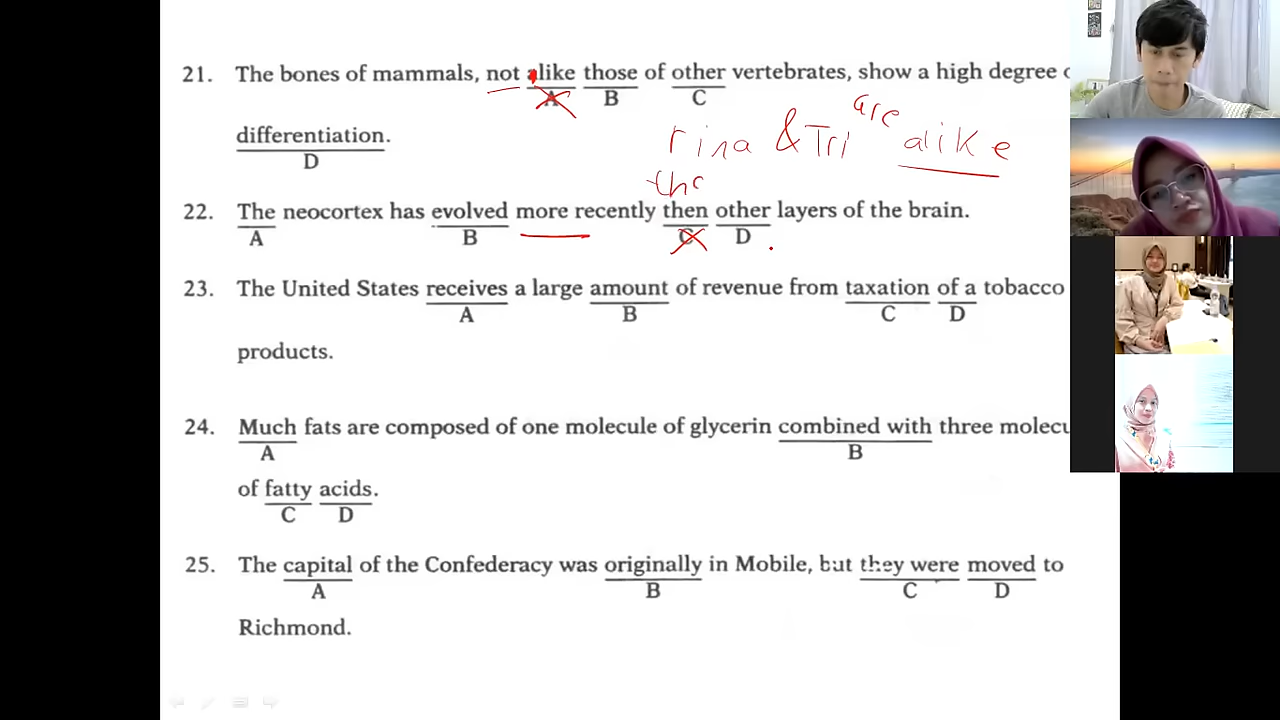 21. The bones of mammals, not alike those of other vertebrates, show a high degree
A B C
differentiation.
D
rina & Tri are alike
the
22. The neocortex has evolved more recently then other layers of the brain.
A B C D
23. The United States receives a large amount of revenue from taxation of a tobacco
A B C D
products.
24. Much fats are composed of one molecule of glycerin combined with three
A B
of fatty acids.
C D
25. The capital of the Confederacy was originally in Mobile, but they were moved to
A B C D
Richmond.